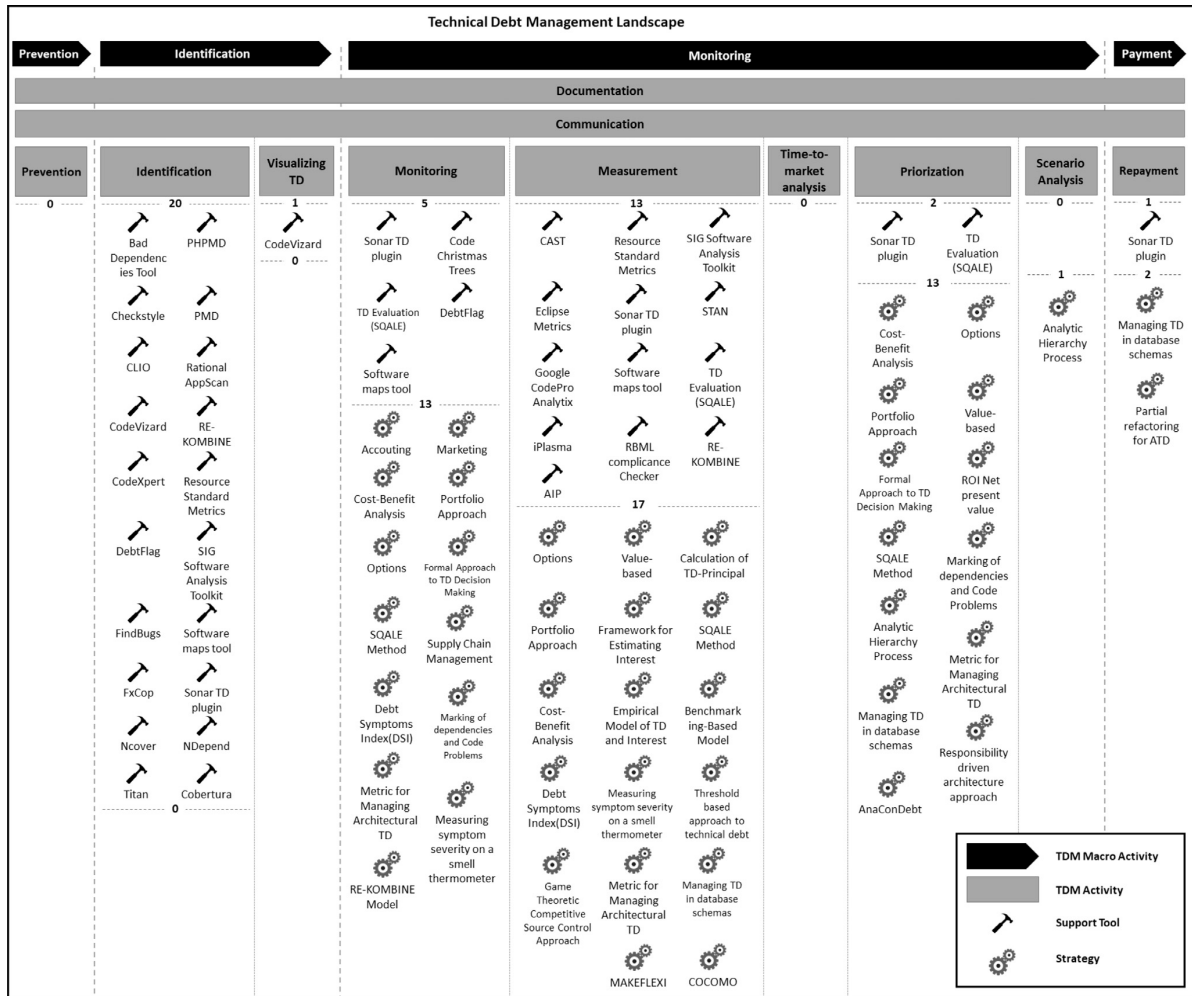 Technical Debt Management Landscape
Prevention
Identification
Monitoring
Payment
Documentation
Communication
Prevention
Identification
Visualizing
TD
Monitoring
Measurement
Time-to-
market
analysis
Priorization
Scenario
Analysis
Repayment
0
20
Bad
Dependenc
ies Tool
PHPMD
Checkstyle
PMD
CLIO
Rational
AppScan
CodeVizard
RE-
KOMBINE
CodeXpert
Resource
Standard
Metrics
DebtFlag
SIG
Software
Analysis
Toolkit
FindBugs
Software
maps tool
FxCop
Sonar TD
plugin
Ncover
NDepend
Titan
Cobertura
0
1
CodeVizard
0
5
Sonar TD
plugin
Code
Christmas
Trees
TD Evaluation
(SQALE)
DebtFlag
Software
maps tool
13
Accouting
Marketing
Cost-Benefit
Analysis
Portfolio
Approach
Options
Formal Approach
to TD Decision
Making
SQALE
Method
Supply Chain
Management
Debt
Symptoms
Index(DSI)
Marking of
dependencies
and Code
Problems
Metric for
Managing
Architectural
TD
Measuring
symptom
severity on a
smell
thermometer
RE-KOMBINE
Model
13
CAST
Resource
Standard
Metrics
SIG Software
Analysis
Toolkit
Eclipse
Metrics
Sonar TD
plugin
STAN
Google
CodePro
Analytix
Software
maps tool
TD
Evaluation
(SQALE)
iPlasma
RBML
complicance
Checker
RE-
KOMBINE
AIP
17
Options
Value-
based
Calculation of
TD-Principal
Portfolio
Approach
Framework for
Estimating
Interest
SQALE
Method
Cost-
Benefit
Analysis
Empirical
Model of TD
and Interest
Benchmark
ing-Based
Model
Debt
Symptoms
Index(DSI)
Measuring
symptom severity
on a smell
thermometer
Threshold
based
approach to
technical debt
Game
Theoretic
Competitive
Source Control
Approach
Metric for
Managing
Architectural
TD
Managing TD
in database
schemas
MAKEFLEXI
COCOMO
0
2
Sonar TD
plugin
TD
Evaluation
(SQALE)
13
Cost-
Benefit
Analysis
Options
Portfolio
Approach
Value-
based
Formal
Approach to TD
Decision Making
ROI Net
present
value
SQALE
Method
Marking of
dependencies
and Code
Problems
Analytic
Hierarchy
Process
Metric for
Managing
Architectural
TD
Managing TD
in database
schemas
Responsibility
driven
architecture
approach
AnaConDebt
0
1
Analytic
Hierarchy
Process
1
Sonar TD
plugin
2
Managing TD
in database
schemas
Partial
refactoring
for ATD
TDM Macro Activity
TDM Activity
Support Tool
Strategy